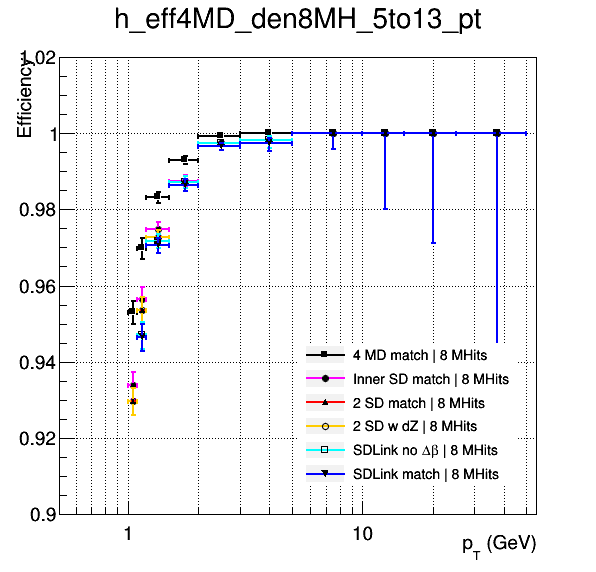 h_eff4MD_den8MH_5to13_pt
Efficiency
1.02
1
0.98
0.96
0.94
0.92
0.9
4 MD match | 8 MHits
Inner SD match | 8 MHits
2 SD match | 8 MHits
2 SD w dZ | 8 MHits
SDLink no Δβ | 8 MHits
SDLink match | 8 MHits
1
10
p_T (GeV)